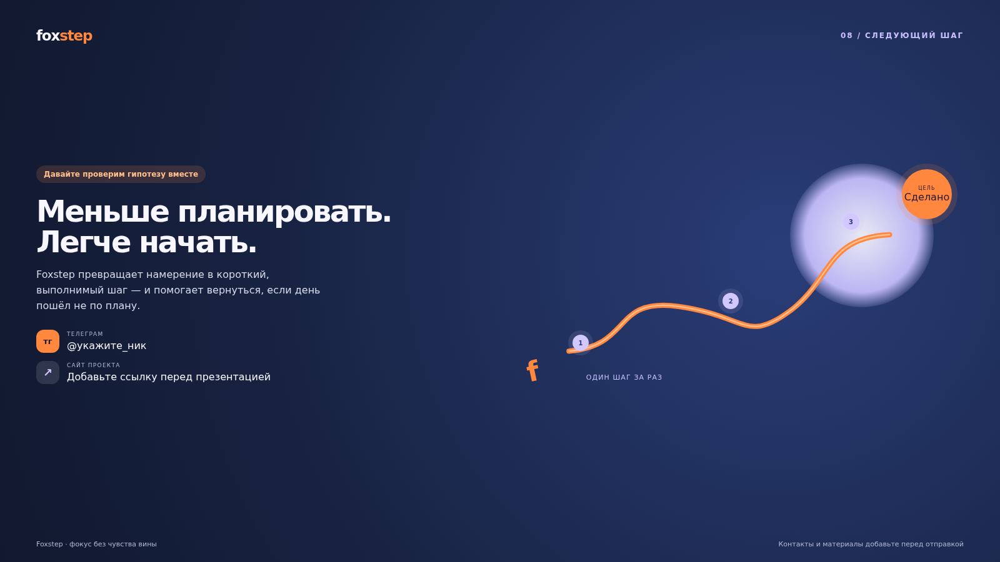 foxstep
08 / СЛЕДУЮЩИЙ ШАГ
Давайте проверим гипотезу вместе
Меньше планировать.
Легче начать.
Foxstep превращает намерение в короткий,
выполнимый шаг — и помогает вернуться, если день
пошёл не по плану.
тг
ТЕЛЕГРАМ
@укажите_ник
↗
САЙТ ПРОЕКТА
Добавьте ссылку перед презентацией
ЦЕЛЬ
Сделано
3
2
1
f
ОДИН ШАГ ЗА РАЗ
Foxstep · фокус без чувства вины
Контакты и материалы добавьте перед отправкой